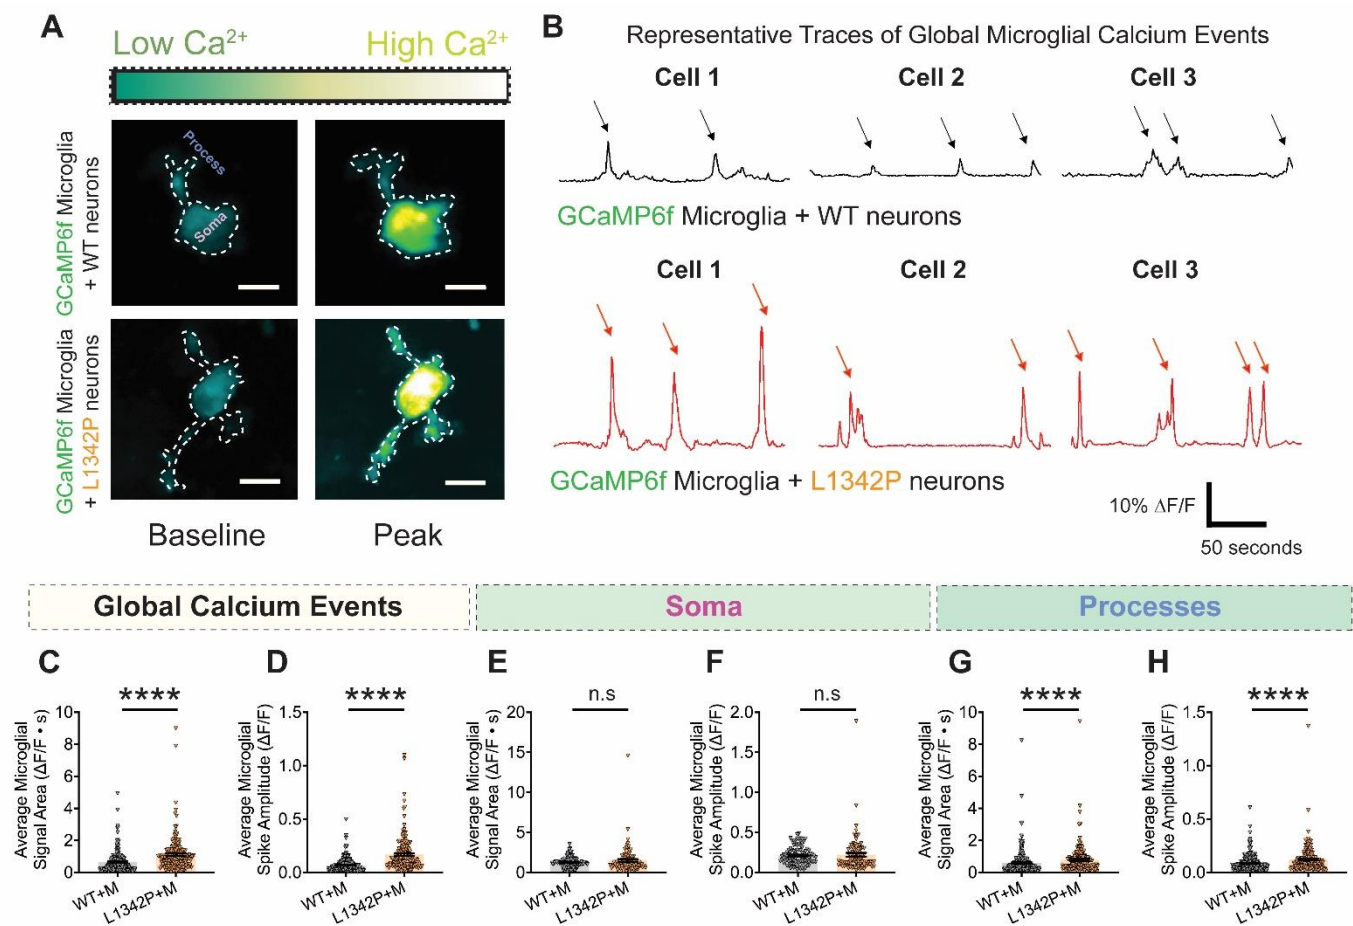 A
Low Ca²⁺
High Ca²⁺
GCaMP6f Microglia
+ WT neurons
Process
Soma
GCaMP6f Microglia
+ L1342P neurons
Baseline
Peak
B
Representative Traces of Global Microglial Calcium Events
Cell 1
Cell 2
Cell 3
GCaMP6f Microglia + WT neurons
Cell 1
Cell 2
Cell 3
GCaMP6f Microglia + L1342P neurons
10% ΔF/F
50 seconds
Global Calcium Events
Soma
Processes
C
Average Microglial
Signal Area (ΔF/F • s)
10
8
6
4
2
0
****
WT+M
L1342P+M
D
Average Microglial
Spike Amplitude (ΔF/F)
1.5
1.0
0.5
0.0
****
WT+M
L1342P+M
E
Average Microglial
Signal Area (ΔF/F • s)
20
15
10
5
0
n.s
WT+M
L1342P+M
F
Average Microglial
Spike Amplitude (ΔF/F)
2.0
1.5
1.0
0.5
0.0
n.s
WT+M
L1342P+M
G
Average Microglial
Signal Area (ΔF/F • s)
10
8
6
4
2
0
****
WT+M
L1342P+M
H
Average Microglial
Spike Amplitude (ΔF/F)
1.5
1.0
0.5
0.0
****
WT+M
L1342P+M